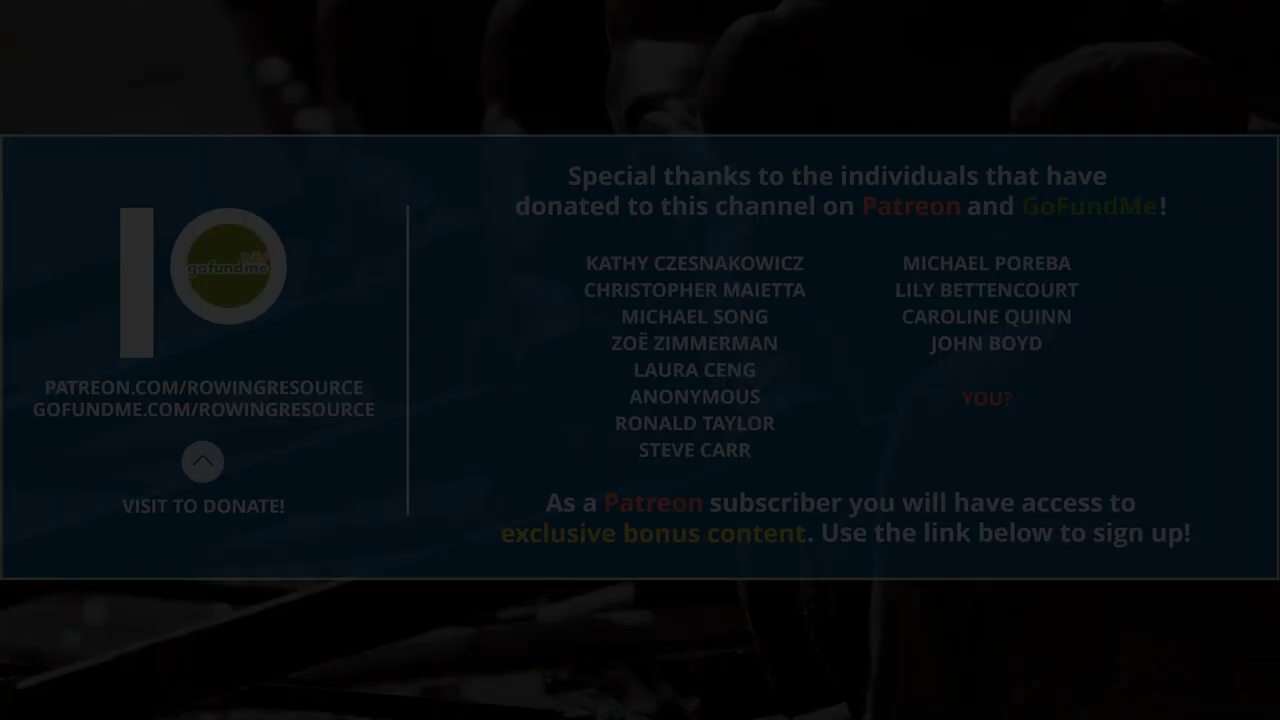 gofundme
PATREON.COM/ROWINGRESOURCE
GOFUNDME.COM/ROWINGRESOURCE
VISIT TO DONATE!
Special thanks to the individuals that have
donated to this channel on Patreon and GoFundMe!
KATHY CZESNAKOWICZ
CHRISTOPHER MAIETTA
MICHAEL SONG
ZOË ZIMMERMAN
LAURA CENG
ANONYMOUS
RONALD TAYLOR
STEVE CARR
MICHAEL POREBA
LILY BETTENCOURT
CAROLINE QUINN
JOHN BOYD
YOU?
As a Patreon subscriber you will have access to
exclusive bonus content. Use the link below to sign up!